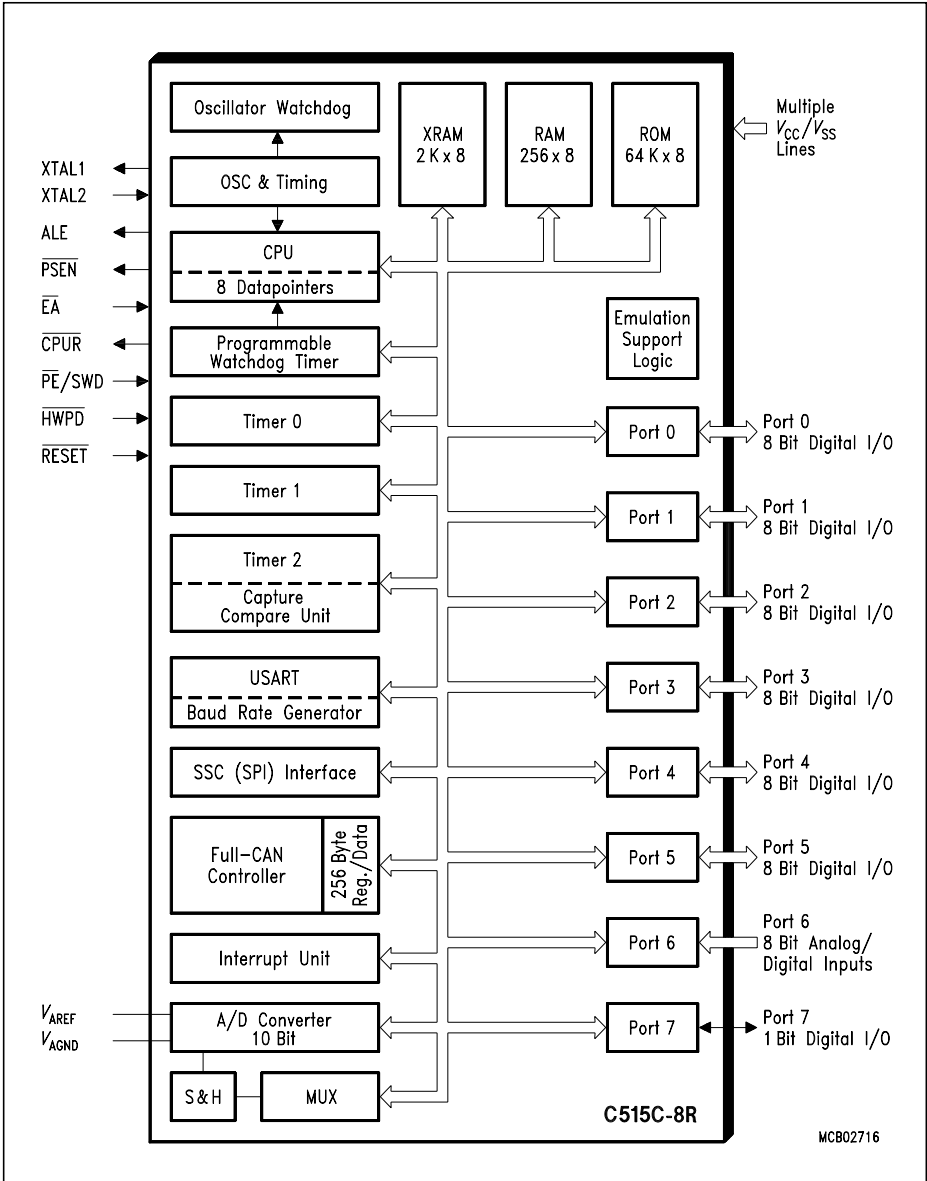 Oscillator Watchdog
OSC & Timing
CPU
8 Datapointers
Programmable
Watchdog Timer
Timer 0
Timer 1
Timer 2
Capture
Compare Unit
USART
Baud Rate Generator
SSC (SPI) Interface
Full-CAN
Controller
256 Byte
Reg./Data
Interrupt Unit
A/D Converter
10 Bit
S&H
MUX
XRAM
2 K x 8
RAM
256 x 8
ROM
64 K x 8
Emulation
Support
Logic
Port 0
Port 1
Port 2
Port 3
Port 4
Port 5
Port 6
Port 7
C515C-8R
XTAL1
XTAL2
ALE
PSEN
EA
CPUR
PE/SWD
HWPD
RESET
VAREF
VAGND
Multiple
VCC/VSS
Lines
Port 0
8 Bit Digital I/O
Port 1
8 Bit Digital I/O
Port 2
8 Bit Digital I/O
Port 3
8 Bit Digital I/O
Port 4
8 Bit Digital I/O
Port 5
8 Bit Digital I/O
Port 6
8 Bit Analog/
Digital Inputs
Port 7
1 Bit Digital I/O
MCB02716